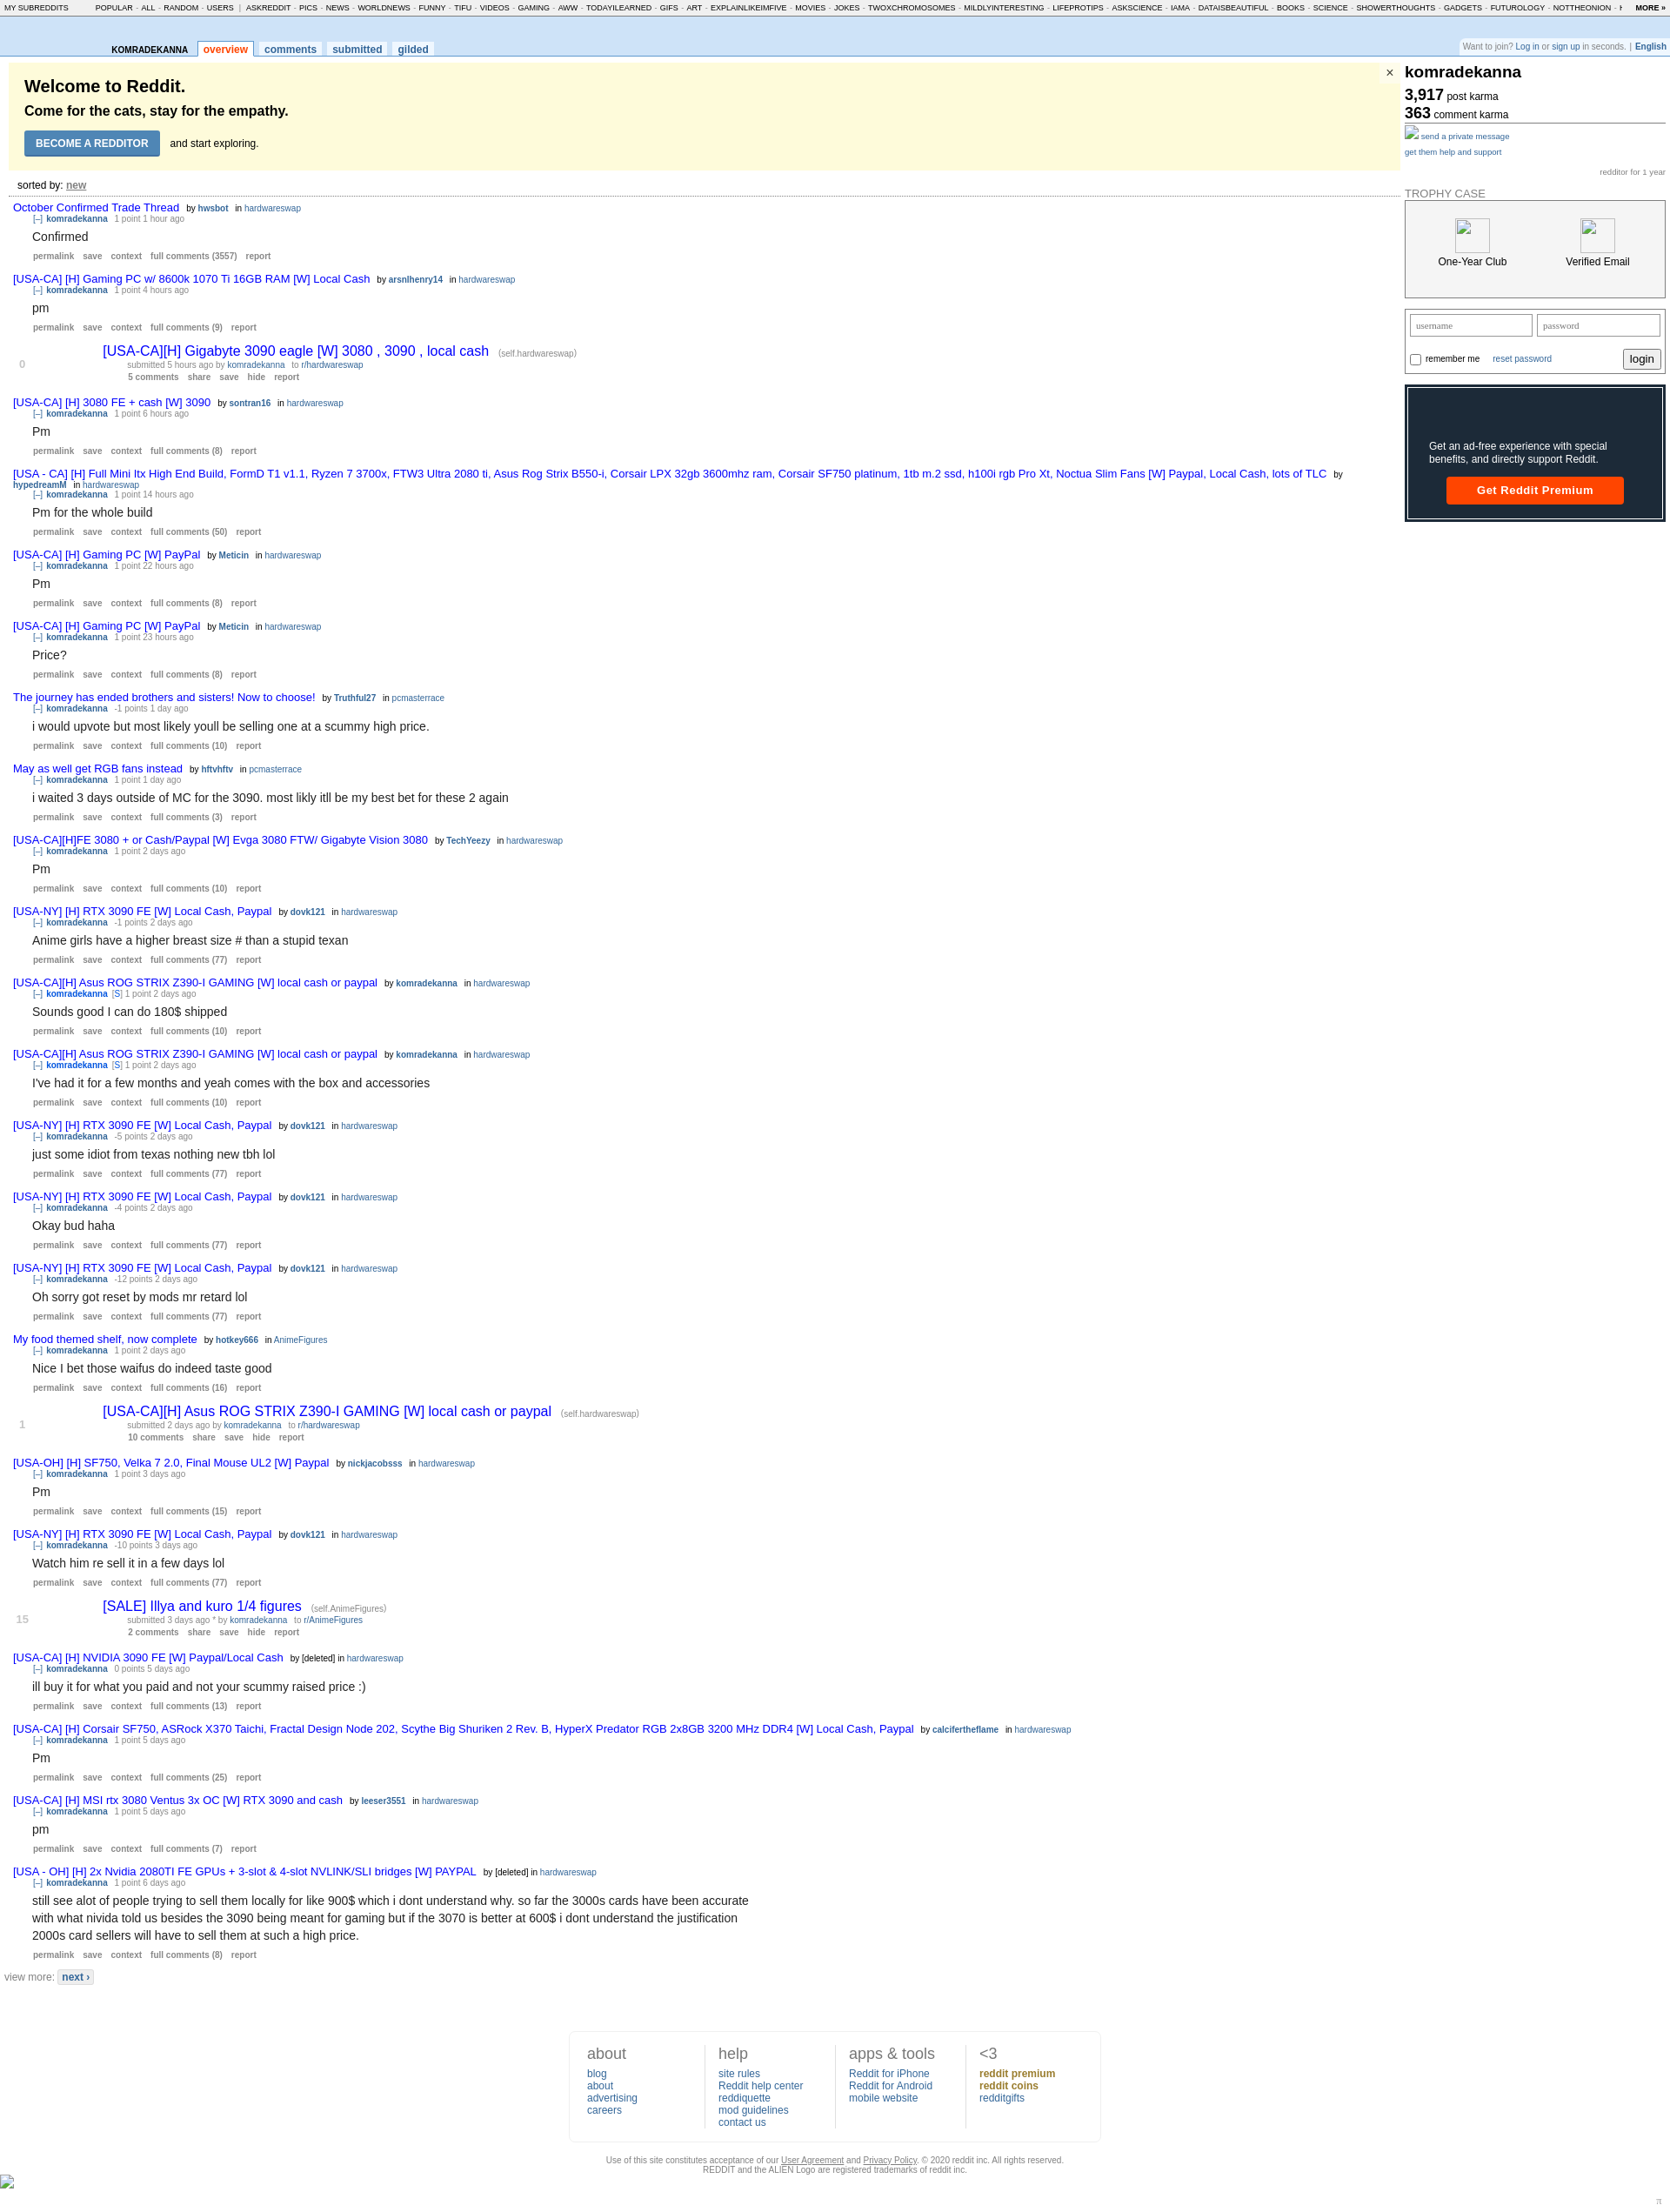 MY SUBREDDITS POPULAR - ALL - RANDOM - USERS | ASKREDDIT - PICS - NEWS - WORLDNEWS - FUNNY - TIFU - VIDEOS - GAMING - AWW - TODAYILEARNED - GIFS - ART - EXPLAINLIKEIMFIVE - MOVIES - JOKES - TWOXCHROMOSOMES - MILDLYINTERESTING - LIFEPROTIPS - ASKSCIENCE - IAMA - DATAISBEAUTIFUL - BOOKS - SCIENCE - SHOWERTHOUGHTS - GADGETS - FUTUROLOGY - NOTTHEONION - MORE »
KOMRADEKANNA overview comments submitted gilded
Want to join? Log in or sign up in seconds. | English
Welcome to Reddit.
Come for the cats, stay for the empathy.
BECOME A REDDITOR and start exploring.
×
komradekanna
3,917 post karma
363 comment karma
send a private message
get them help and support
redditor for 1 year
TROPHY CASE
One-Year Club Verified Email
username password
remember me reset password login
Get an ad-free experience with special
benefits, and directly support Reddit.
Get Reddit Premium
sorted by: new
October Confirmed Trade Thread by hwsbot in hardwareswap
[–] komradekanna 1 point 1 hour ago
Confirmed
permalink save context full comments (3557) report
[USA-CA] [H] Gaming PC w/ 8600k 1070 Ti 16GB RAM [W] Local Cash by arsnlhenry14 in hardwareswap
[–] komradekanna 1 point 4 hours ago
pm
permalink save context full comments (9) report
0
[USA-CA][H] Gigabyte 3090 eagle [W] 3080 , 3090 , local cash (self.hardwareswap)
submitted 5 hours ago by komradekanna to r/hardwareswap
5 comments share save hide report
[USA-CA] [H] 3080 FE + cash [W] 3090 by sontran16 in hardwareswap
[–] komradekanna 1 point 6 hours ago
Pm
permalink save context full comments (8) report
[USA - CA] [H] Full Mini Itx High End Build, FormD T1 v1.1, Ryzen 7 3700x, FTW3 Ultra 2080 ti, Asus Rog Strix B550-i, Corsair LPX 32gb 3600mhz ram, Corsair SF750 platinum, 1tb m.2 ssd, h100i rgb Pro Xt, Noctua Slim Fans [W] Paypal, Local Cash, lots of TLC by
hypedreamM in hardwareswap
[–] komradekanna 1 point 14 hours ago
Pm for the whole build
permalink save context full comments (50) report
[USA-CA] [H] Gaming PC [W] PayPal by Meticin in hardwareswap
[–] komradekanna 1 point 22 hours ago
Pm
permalink save context full comments (8) report
[USA-CA] [H] Gaming PC [W] PayPal by Meticin in hardwareswap
[–] komradekanna 1 point 23 hours ago
Price?
permalink save context full comments (8) report
The journey has ended brothers and sisters! Now to choose! by Truthful27 in pcmasterrace
[–] komradekanna -1 points 1 day ago
i would upvote but most likely youll be selling one at a scummy high price.
permalink save context full comments (10) report
May as well get RGB fans instead by hftvhftv in pcmasterrace
[–] komradekanna 1 point 1 day ago
i waited 3 days outside of MC for the 3090. most likly itll be my best bet for these 2 again
permalink save context full comments (3) report
[USA-CA][H]FE 3080 + or Cash/Paypal [W] Evga 3080 FTW/ Gigabyte Vision 3080 by TechYeezy in hardwareswap
[–] komradekanna 1 point 2 days ago
Pm
permalink save context full comments (10) report
[USA-NY] [H] RTX 3090 FE [W] Local Cash, Paypal by dovk121 in hardwareswap
[–] komradekanna -1 points 2 days ago
Anime girls have a higher breast size # than a stupid texan
permalink save context full comments (77) report
[USA-CA][H] Asus ROG STRIX Z390-I GAMING [W] local cash or paypal by komradekanna in hardwareswap
[–] komradekanna [S] 1 point 2 days ago
Sounds good I can do 180$ shipped
permalink save context full comments (10) report
[USA-CA][H] Asus ROG STRIX Z390-I GAMING [W] local cash or paypal by komradekanna in hardwareswap
[–] komradekanna [S] 1 point 2 days ago
I've had it for a few months and yeah comes with the box and accessories
permalink save context full comments (10) report
[USA-NY] [H] RTX 3090 FE [W] Local Cash, Paypal by dovk121 in hardwareswap
[–] komradekanna -5 points 2 days ago
just some idiot from texas nothing new tbh lol
permalink save context full comments (77) report
[USA-NY] [H] RTX 3090 FE [W] Local Cash, Paypal by dovk121 in hardwareswap
[–] komradekanna -4 points 2 days ago
Okay bud haha
permalink save context full comments (77) report
[USA-NY] [H] RTX 3090 FE [W] Local Cash, Paypal by dovk121 in hardwareswap
[–] komradekanna -12 points 2 days ago
Oh sorry got reset by mods mr retard lol
permalink save context full comments (77) report
My food themed shelf, now complete by hotkey666 in AnimeFigures
[–] komradekanna 1 point 2 days ago
Nice I bet those waifus do indeed taste good
permalink save context full comments (16) report
1
[USA-CA][H] Asus ROG STRIX Z390-I GAMING [W] local cash or paypal (self.hardwareswap)
submitted 2 days ago by komradekanna to r/hardwareswap
10 comments share save hide report
[USA-OH] [H] SF750, Velka 7 2.0, Final Mouse UL2 [W] Paypal by nickjacobsss in hardwareswap
[–] komradekanna 1 point 3 days ago
Pm
permalink save context full comments (15) report
[USA-NY] [H] RTX 3090 FE [W] Local Cash, Paypal by dovk121 in hardwareswap
[–] komradekanna -10 points 3 days ago
Watch him re sell it in a few days lol
permalink save context full comments (77) report
15
[SALE] Illya and kuro 1/4 figures (self.AnimeFigures)
submitted 3 days ago * by komradekanna to r/AnimeFigures
2 comments share save hide report
[USA-CA] [H] NVIDIA 3090 FE [W] Paypal/Local Cash by [deleted] in hardwareswap
[–] komradekanna 0 points 5 days ago
ill buy it for what you paid and not your scummy raised price :)
permalink save context full comments (13) report
[USA-CA] [H] Corsair SF750, ASRock X370 Taichi, Fractal Design Node 202, Scythe Big Shuriken 2 Rev. B, HyperX Predator RGB 2x8GB 3200 MHz DDR4 [W] Local Cash, Paypal by calcifertheflame in hardwareswap
[–] komradekanna 1 point 5 days ago
Pm
permalink save context full comments (25) report
[USA-CA] [H] MSI rtx 3080 Ventus 3x OC [W] RTX 3090 and cash by leeser3551 in hardwareswap
[–] komradekanna 1 point 5 days ago
pm
permalink save context full comments (7) report
[USA - OH] [H] 2x Nvidia 2080TI FE GPUs + 3-slot & 4-slot NVLINK/SLI bridges [W] PAYPAL by [deleted] in hardwareswap
[–] komradekanna 1 point 6 days ago
still see alot of people trying to sell them locally for like 900$ which i dont understand why. so far the 3000s cards have been accurate
with what nivida told us besides the 3090 being meant for gaming but if the 3070 is better at 600$ i dont understand the justification
2000s card sellers will have to sell them at such a high price.
permalink save context full comments (8) report
view more: next ›
about
blog
about
advertising
careers
help
site rules
Reddit help center
reddiquette
mod guidelines
contact us
apps & tools
Reddit for iPhone
Reddit for Android
mobile website
<3
reddit premium
reddit coins
redditgifts
Use of this site constitutes acceptance of our User Agreement and Privacy Policy. © 2020 reddit inc. All rights reserved.
REDDIT and the ALIEN Logo are registered trademarks of reddit inc.
π